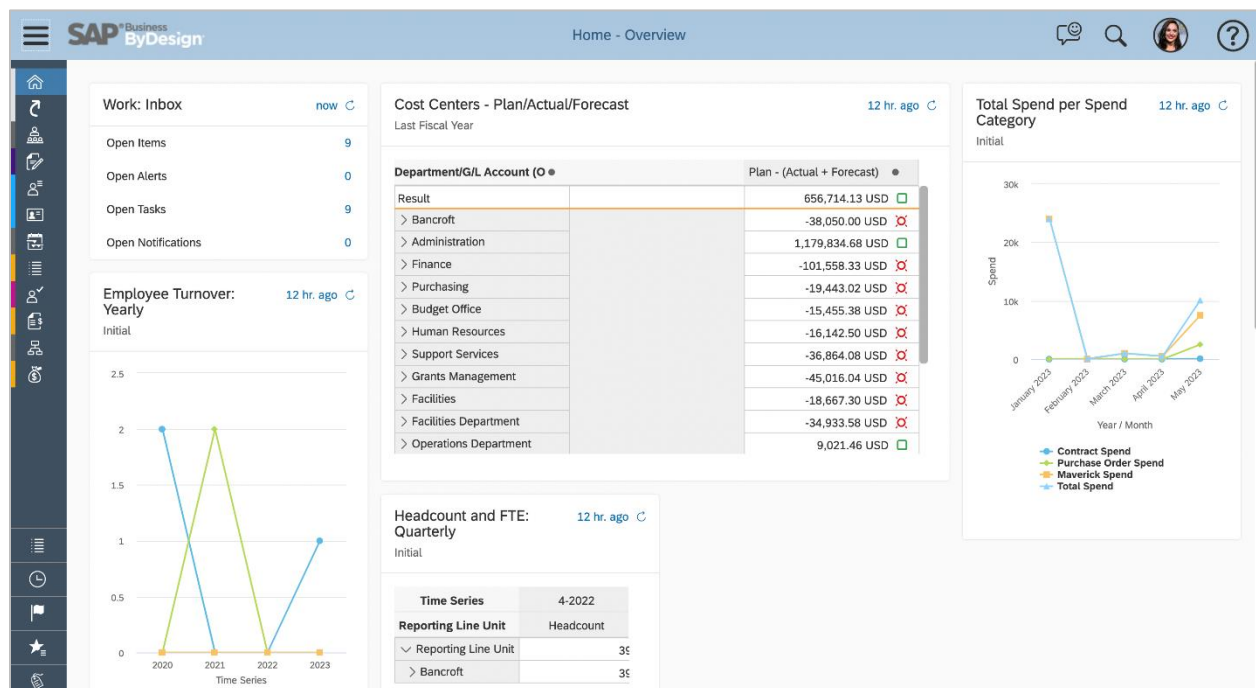 SAP Business ByDesign
Home - Overview
Work: Inbox
now
Open Items 9
Open Alerts 0
Open Tasks 9
Open Notifications 0
Employee Turnover: Yearly
12 hr. ago
Initial
2.5
2
1.5
1
0.5
0
2020 2021 2022 2023
Time Series
Cost Centers - Plan/Actual/Forecast
12 hr. ago
Last Fiscal Year
Department/G/L Account (O Plan - (Actual + Forecast)
Result 656,714.13 USD
Bancroft -38,050.00 USD
Administration 1,179,834.68 USD
Finance -101,558.33 USD
Purchasing -19,443.02 USD
Budget Office -15,455.38 USD
Human Resources -16,142.50 USD
Support Services -36,864.08 USD
Grants Management -45,016.04 USD
Facilities -18,667.30 USD
Facilities Department -34,933.58 USD
Operations Department 9,021.46 USD
Headcount and FTE:
Quarterly
12 hr. ago
Initial
Time Series 4-2022
Reporting Line Unit Headcount
Reporting Line Unit 39
Bancroft 39
Total Spend per Spend
Category
12 hr. ago
Initial
30k
20k
10k
0
Spend
January 2023 February 2023 March 2023 April 2023 May 2023
Year / Month
Contract Spend
Purchase Order Spend
Maverick Spend
Total Spend